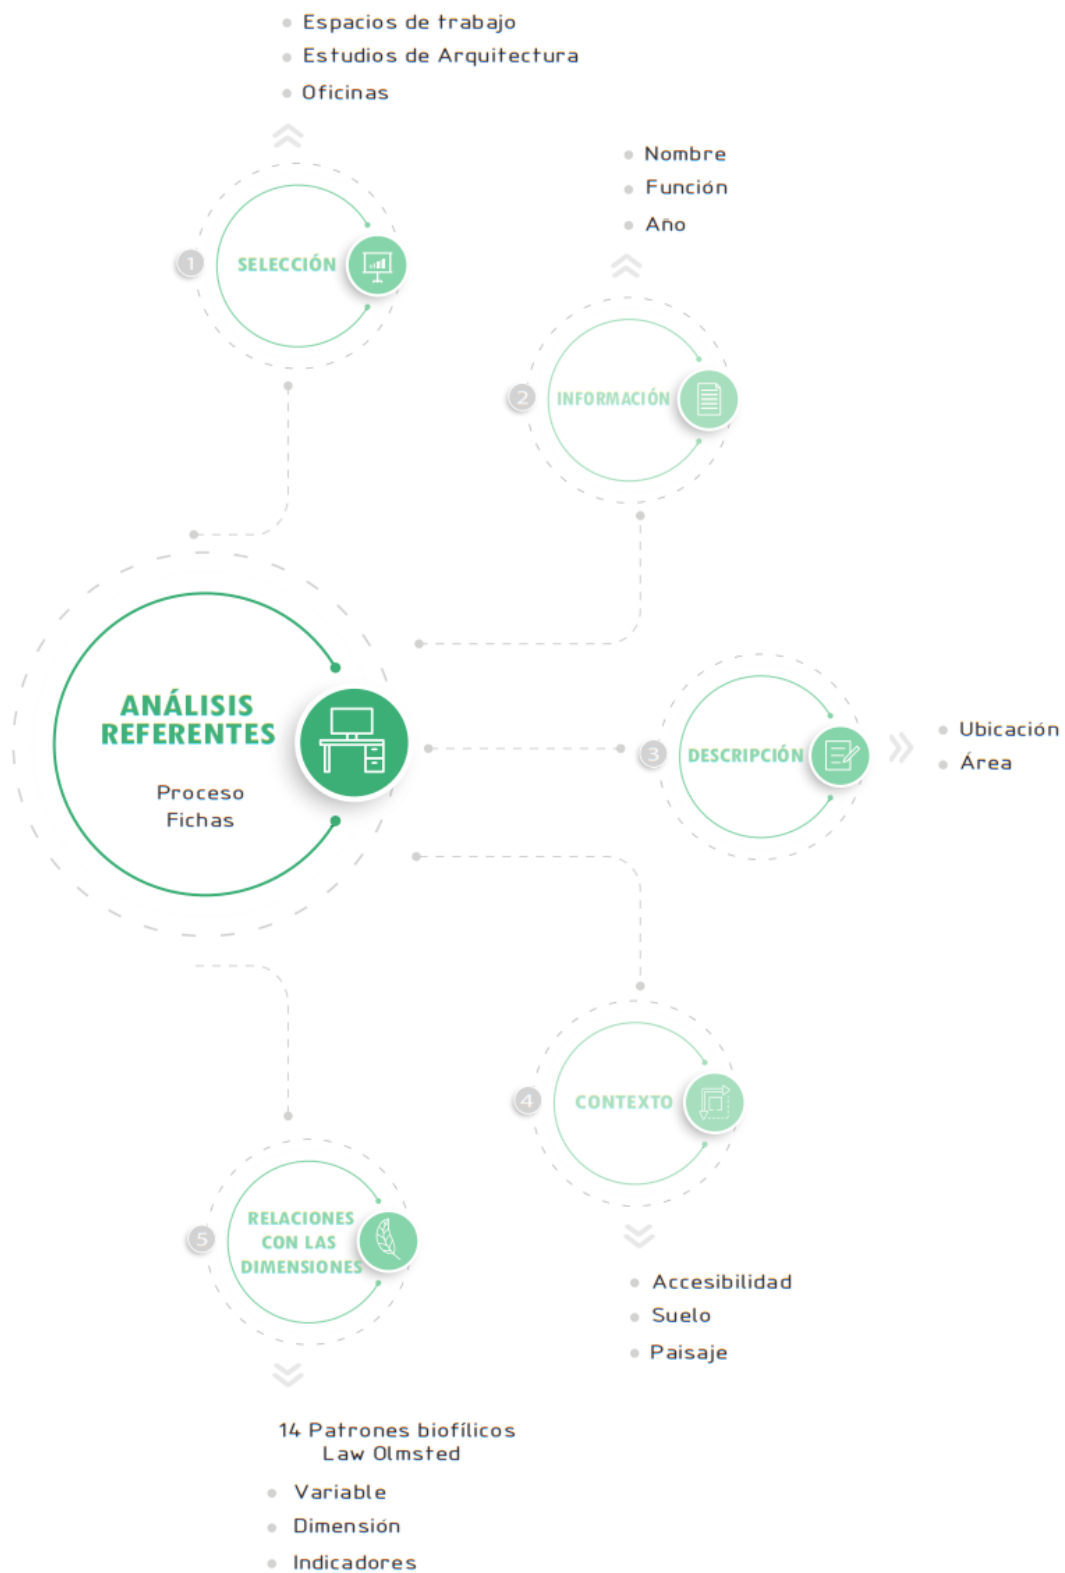 Espacios de trabajo
Estudios de Arquitectura
Oficinas
1
SELECCIÓN
Nombre
Función
Año
2
INFORMACIÓN
ANÁLISIS
REFERENTES
Proceso
Fichas
3
DESCRIPCIÓN
Ubicación
Área
4
CONTEXTO
Accesibilidad
Suelo
Paisaje
5
RELACIONES
CON LAS
DIMENSIONES
14 Patrones biofílicos
Law Olmsted
Variable
Dimensión
Indicadores